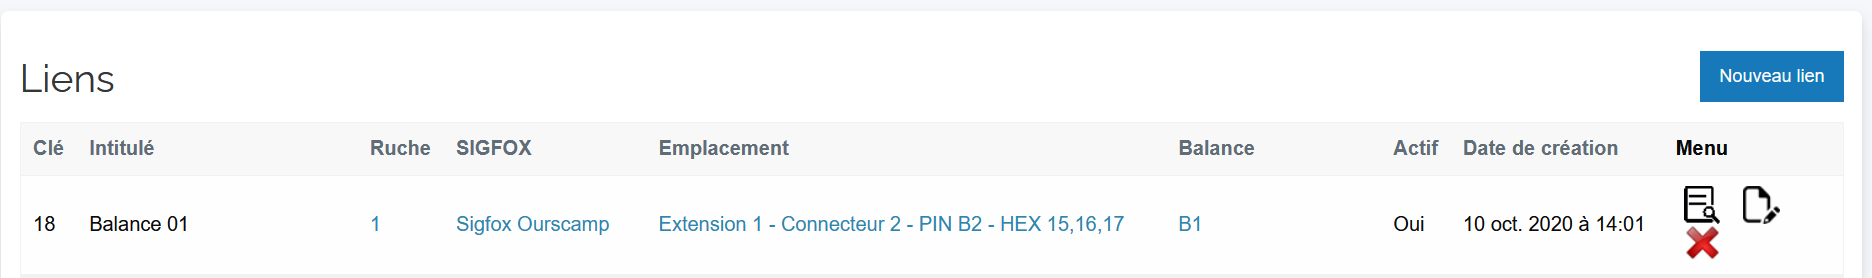 Liens
Nouveau lien
Clé Intitulé Ruche SIGFOX Emplacement Balance Actif Date de création Menu
18 Balance 01 1 Sigfox Ourscamp Extension 1 - Connecteur 2 - PIN B2 - HEX 15,16,17 B1 Oui 10 oct. 2020 à 14:01